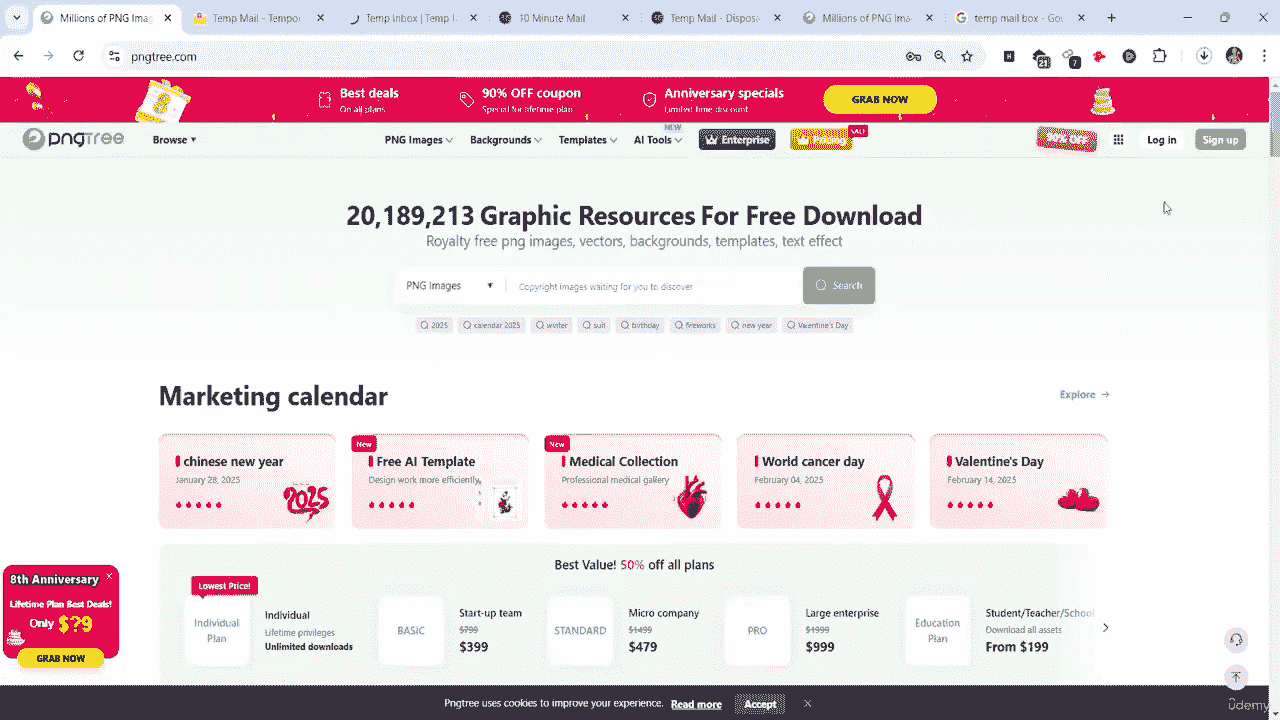 Millions of PNG Ima
Temp Mail - Tempor
Temp Inbox | Temp I
10 Minute Mail
Temp Mail - Dispos
Millions of PNG Ima
temp mail box - Goo
pngtree.com
21
7
Best deals
On all plans
90% OFF coupon
Special for lifetime plan
Anniversary specials
Limited time discount
GRAB NOW
pngtree
Browse
PNG Images
Backgrounds
Templates
NEW
AI Tools
Enterprise
Pricing
SALE
Log in
Sign up
20,189,213 Graphic Resources For Free Download
Royalty free png images, vectors, backgrounds, templates, text effect
PNG Images
Copyright images waiting for you to discover
Search
2025
calendar 2025
winter
suit
birthday
fireworks
new year
Valentine's Day
Marketing calendar
Explore
chinese new year
January 28, 2025
2025
New
Free AI Template
Design work more efficiently,
New
Medical Collection
Professional medical gallery
World cancer day
February 04, 2025
Valentine's Day
February 14, 2025
Best Value! 50% off all plans
Lowest Price!
Individual Plan
Individual
Lifetime privileges
Unlimited downloads
BASIC
Start-up team
$799
$399
STANDARD
Micro company
$1499
$479
PRO
Large enterprise
$1999
$999
Education Plan
Student/Teacher/School
Download all assets
From $199
8th Anniversary
Lifetime Plan Best Deals!
Only $?9
GRAB NOW
Pngtree uses cookies to improve your experience. Read more Accept
Udemy